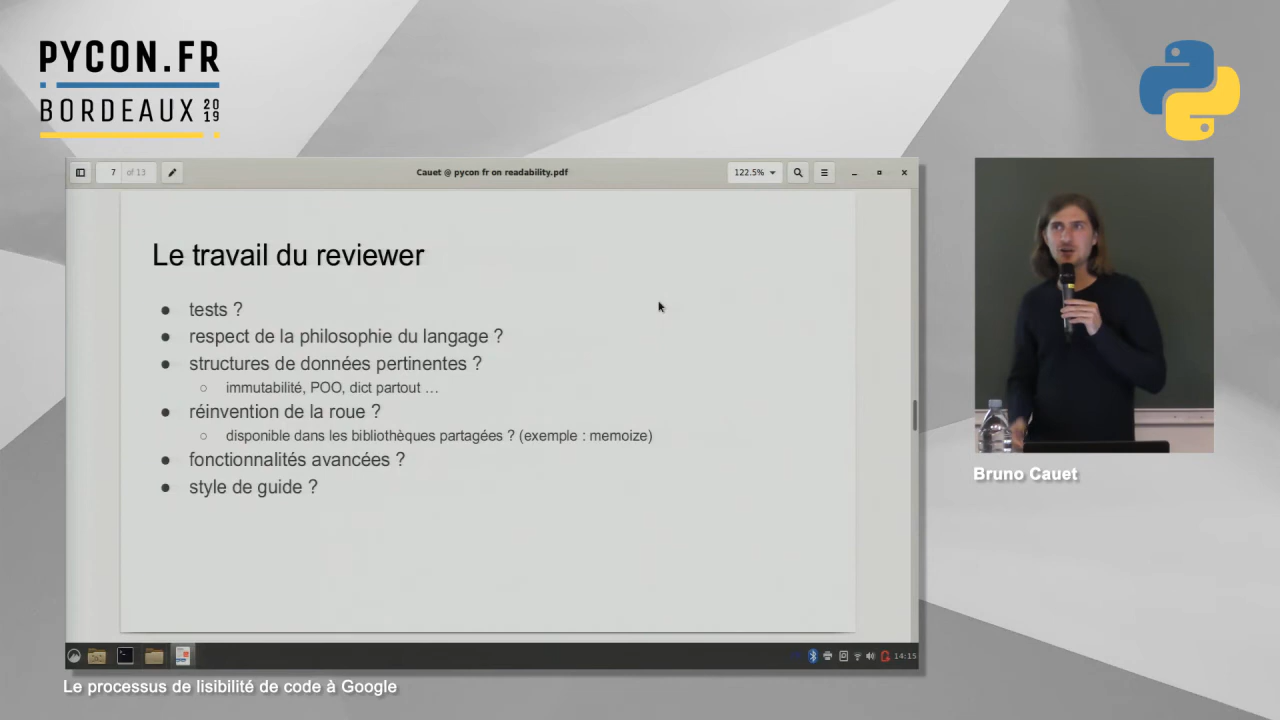 PYCON.FR
BORDEAUX 2019
7 of 13
Cauet @ pycon fr on readability.pdf
122.5%
Le travail du reviewer
● tests ?
● respect de la philosophie du langage ?
● structures de données pertinentes ?
○ immutabilité, POO, dict partout …
● réinvention de la roue ?
○ disponible dans les bibliothèques partagées ? (exemple : memoize)
● fonctionnalités avancées ?
● style de guide ?
14:15
Bruno Cauet
Le processus de lisibilité de code à Google